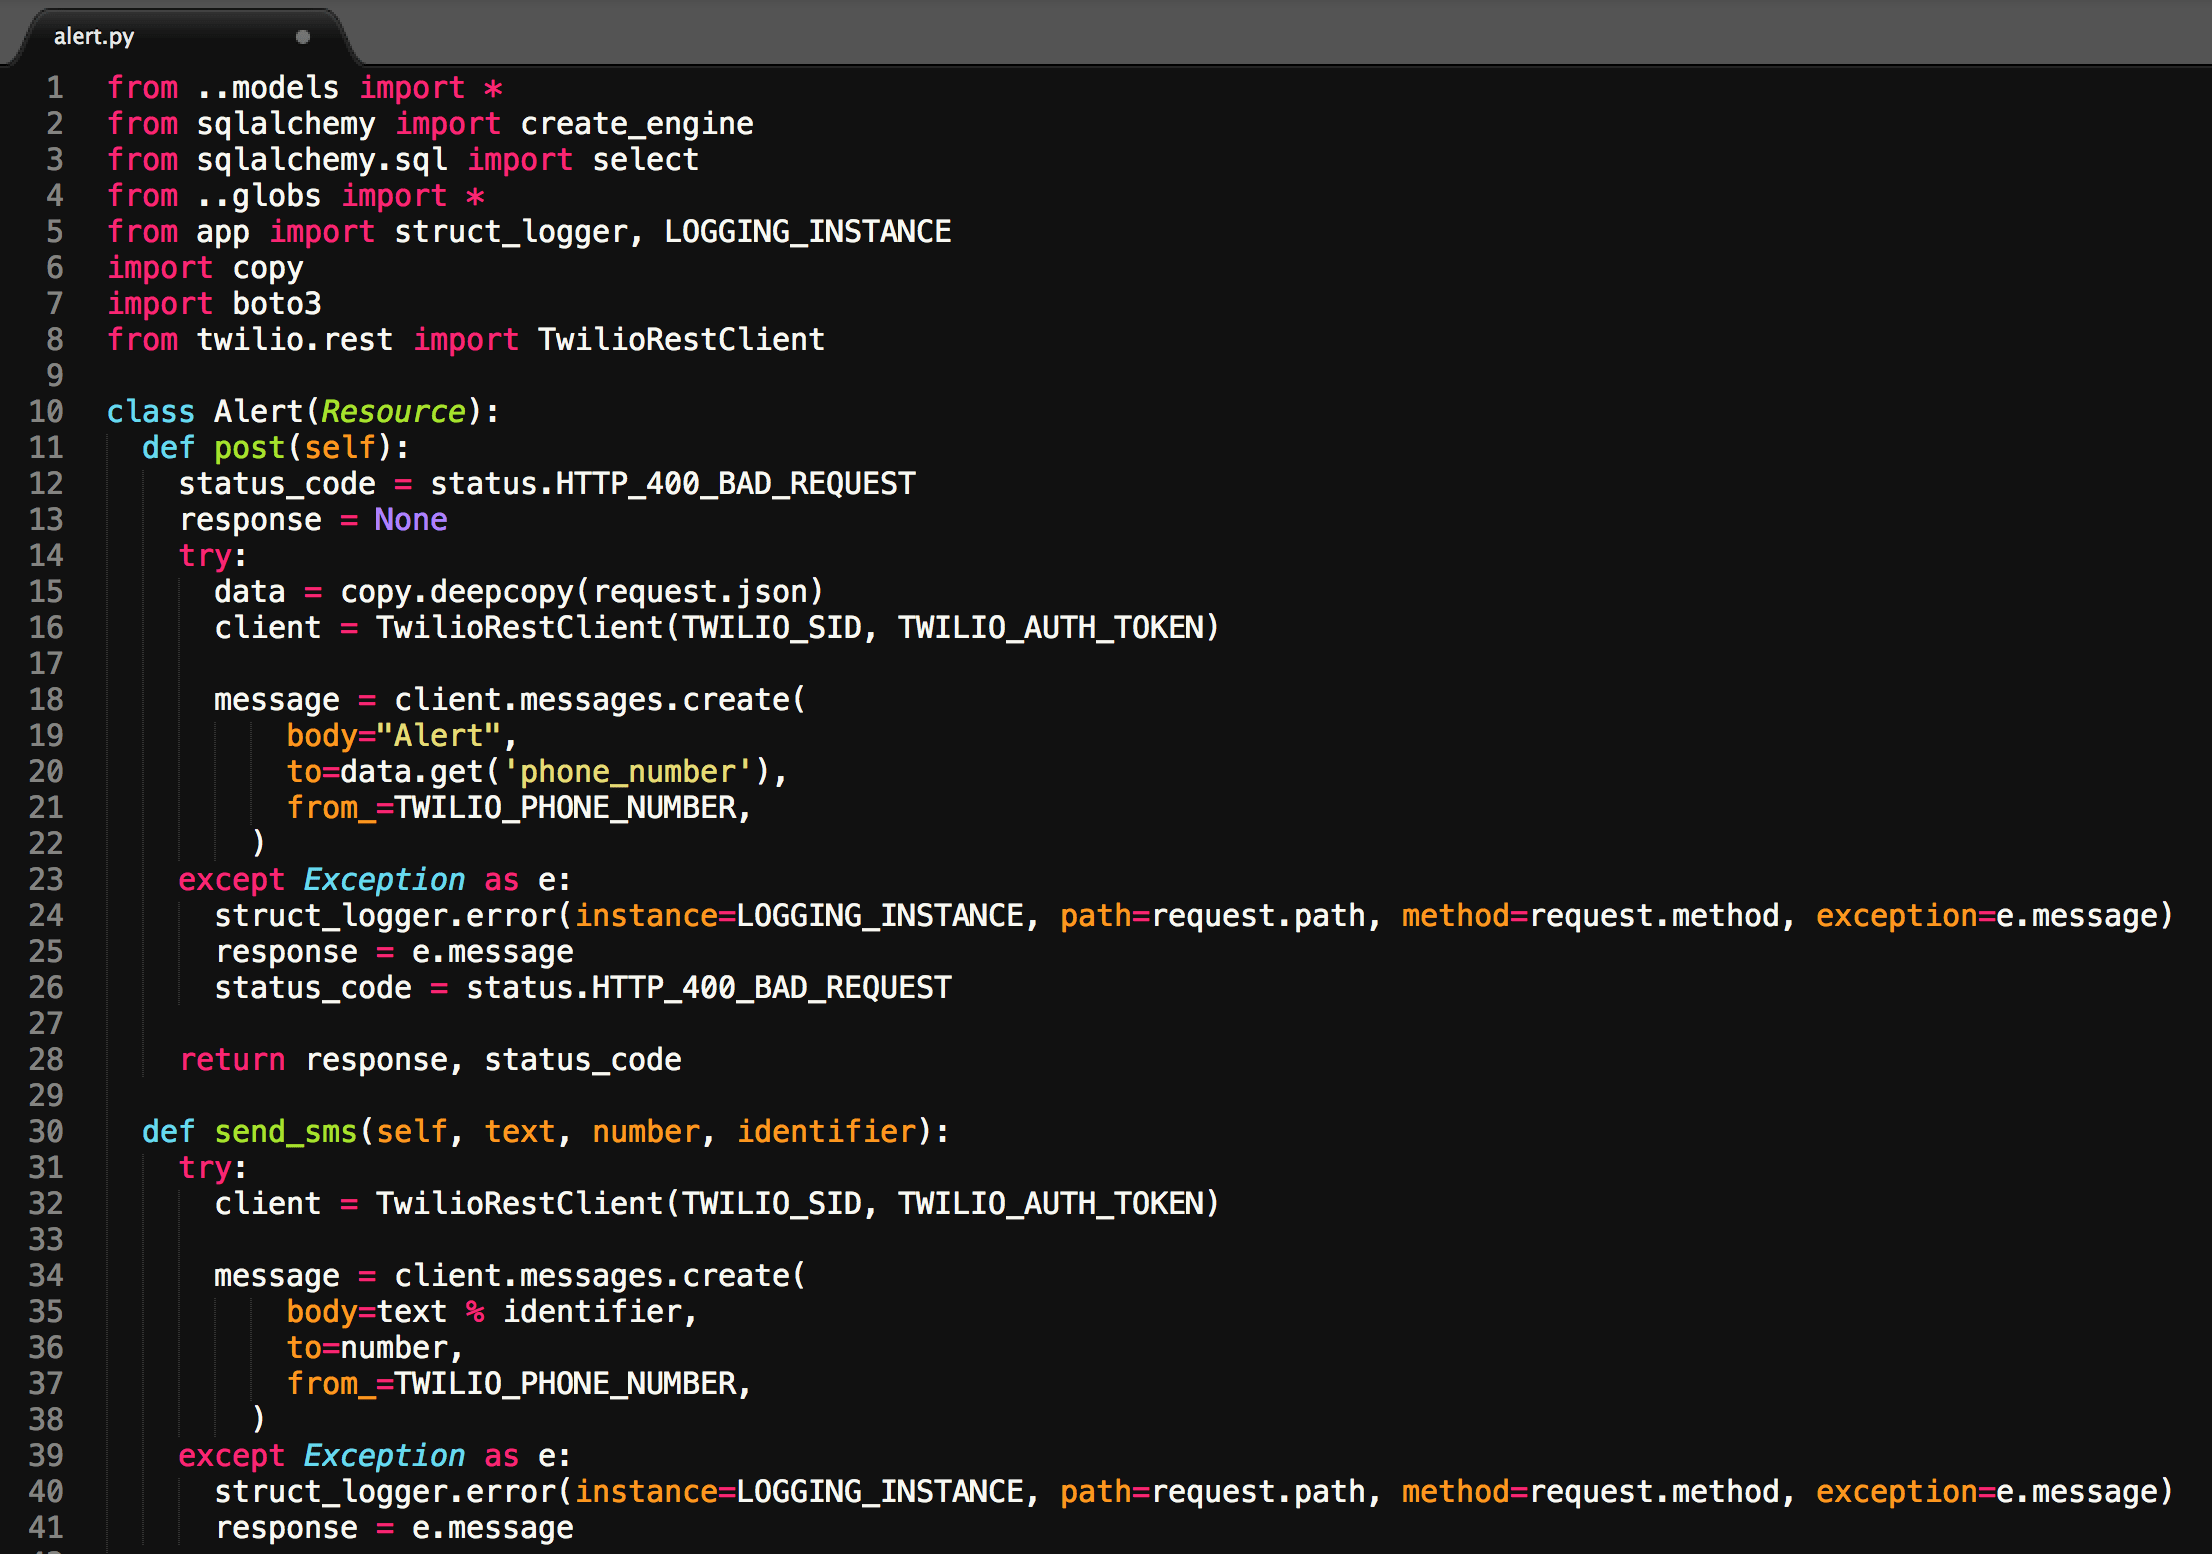 alert.py
1 from ..models import *
2 from sqlalchemy import create_engine
3 from sqlalchemy.sql import select
4 from ..globs import *
5 from app import struct_logger, LOGGING_INSTANCE
6 import copy
7 import boto3
8 from twilio.rest import TwilioRestClient
9
10 class Alert(Resource):
11   def post(self):
12     status_code = status.HTTP_400_BAD_REQUEST
13     response = None
14     try:
15       data = copy.deepcopy(request.json)
16       client = TwilioRestClient(TWILIO_SID, TWILIO_AUTH_TOKEN)
17
18       message = client.messages.create(
19           body="Alert",
20           to=data.get('phone_number'),
21           from_=TWILIO_PHONE_NUMBER,
22         )
23     except Exception as e:
24       struct_logger.error(instance=LOGGING_INSTANCE, path=request.path, method=request.method, exception=e.message)
25       response = e.message
26       status_code = status.HTTP_400_BAD_REQUEST
27
28     return response, status_code
29
30   def send_sms(self, text, number, identifier):
31     try:
32       client = TwilioRestClient(TWILIO_SID, TWILIO_AUTH_TOKEN)
33
34       message = client.messages.create(
35           body=text % identifier,
36           to=number,
37           from_=TWILIO_PHONE_NUMBER,
38         )
39     except Exception as e:
40       struct_logger.error(instance=LOGGING_INSTANCE, path=request.path, method=request.method, exception=e.message)
41       response = e.message